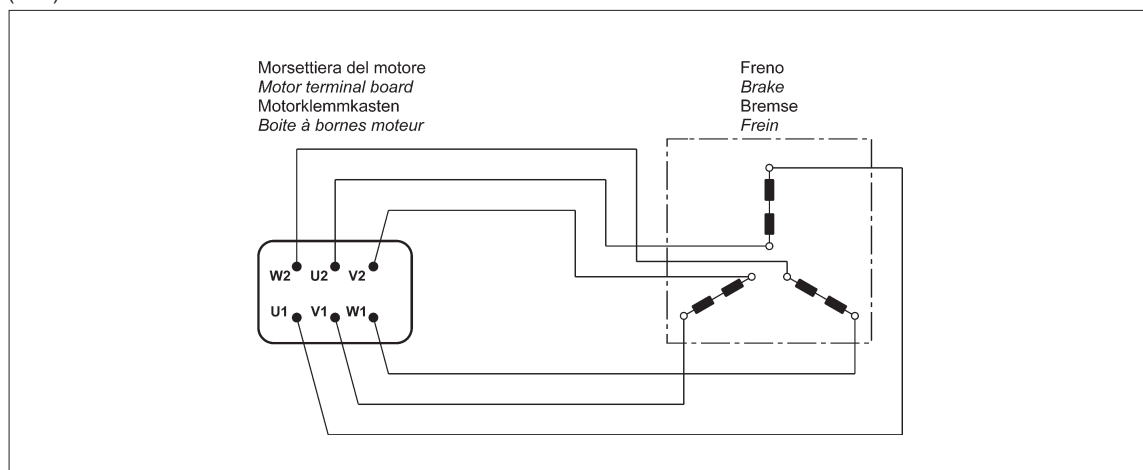 Morsettiera del motore
Motor terminal board
Motorklemmkasten
Boite à bornes moteur
Freno
Brake
Bremse
Frein
W2 U2 V2
U1 V1 W1